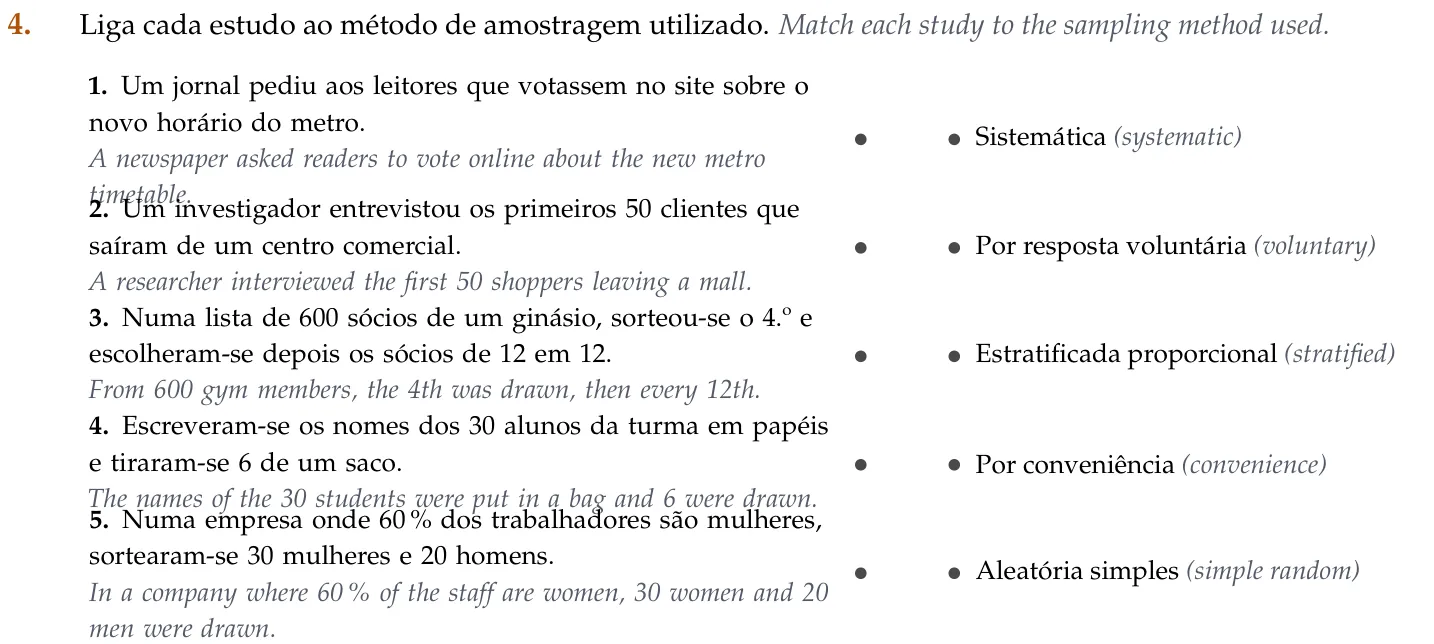 4. Liga cada estudo ao método de amostragem utilizado. Match each study to the sampling method used.
1. Um jornal pediu aos leitores que votassem no site sobre o
novo horário do metro.
A newspaper asked readers to vote online about the new metro
timetable.
Sistemática (systematic)
2. Um investigador entrevistou os primeiros 50 clientes que
saíram de um centro comercial.
A researcher interviewed the first 50 shoppers leaving a mall.
Por resposta voluntária (voluntary)
3. Numa lista de 600 sócios de um ginásio, sorteou-se o 4.º e
escolheram-se depois os sócios de 12 em 12.
From 600 gym members, the 4th was drawn, then every 12th.
Estratificada proporcional (stratified)
4. Escreveram-se os nomes dos 30 alunos da turma em papéis
e tiraram-se 6 de um saco.
The names of the 30 students were put in a bag and 6 were drawn.
Por conveniência (convenience)
5. Numa empresa onde 60 % dos trabalhadores são mulheres,
sortearam-se 30 mulheres e 20 homens.
In a company where 60 % of the staff are women, 30 women and 20
men were drawn.
Aleatória simples (simple random)